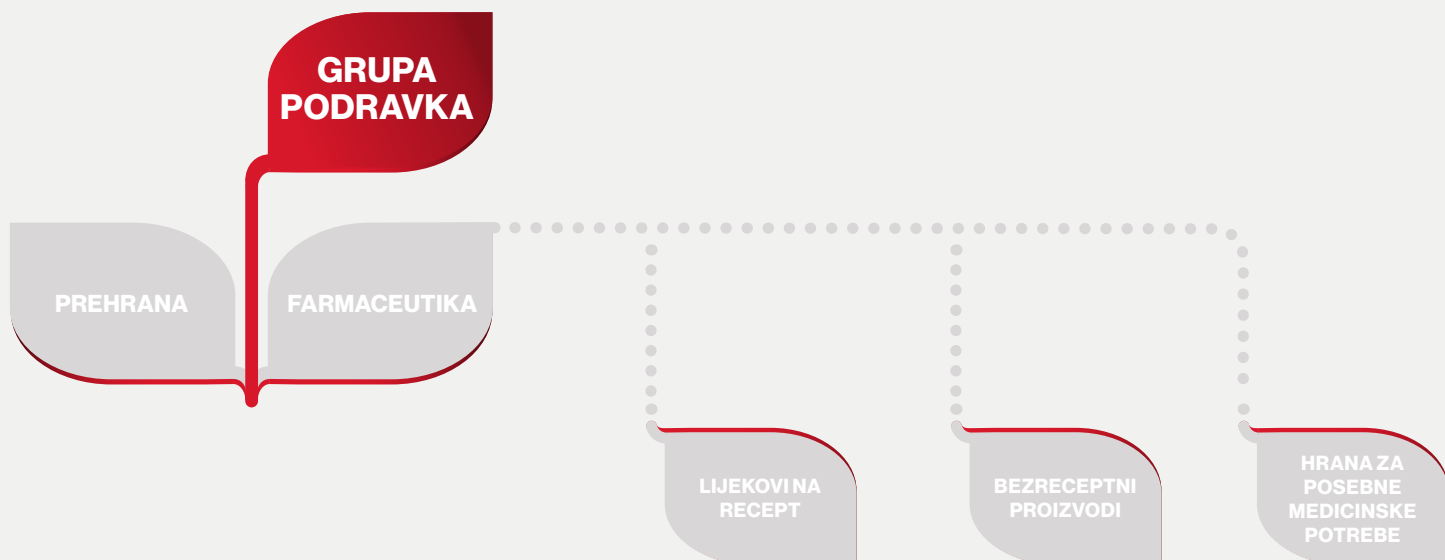 GRUPA
PODRAVKA
PREHRANA
FARMACEUTIKA
LIJEKOVI NA
RECEPT
BEZRECEPTNI
PROIZVODI
HRANA ZA
POSEBNE
MEDICINSKE
POTREBE